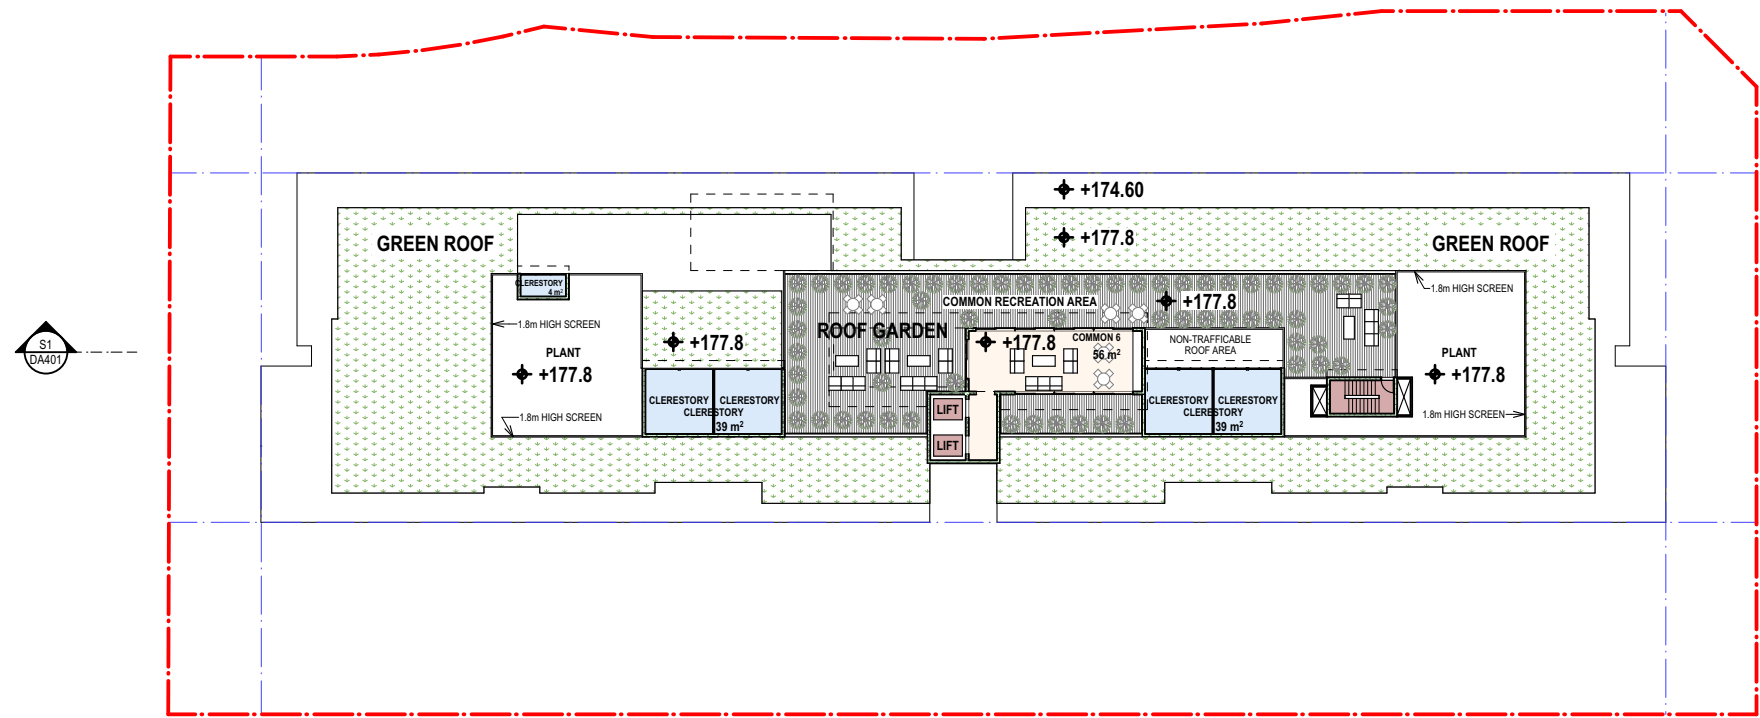 +174.60
GREEN ROOF
+177.8
GREEN ROOF
CLERESTORY
4 m²
1.8m HIGH SCREEN
COMMON RECREATION AREA
+177.8
1.8m HIGH SCREEN
ROOF GARDEN
S1
DA401
+177.8
+177.8
COMMON 6
56 m²
NON-TRAFFICABLE
ROOF AREA
PLANT
+177.8
PLANT
+177.8
CLERESTORY
CLERESTORY
CLERESTORY
39 m²
LIFT
LIFT
CLERESTORY
CLERESTORY
CLERESTORY
39 m²
1.8m HIGH SCREEN
1.8m HIGH SCREEN